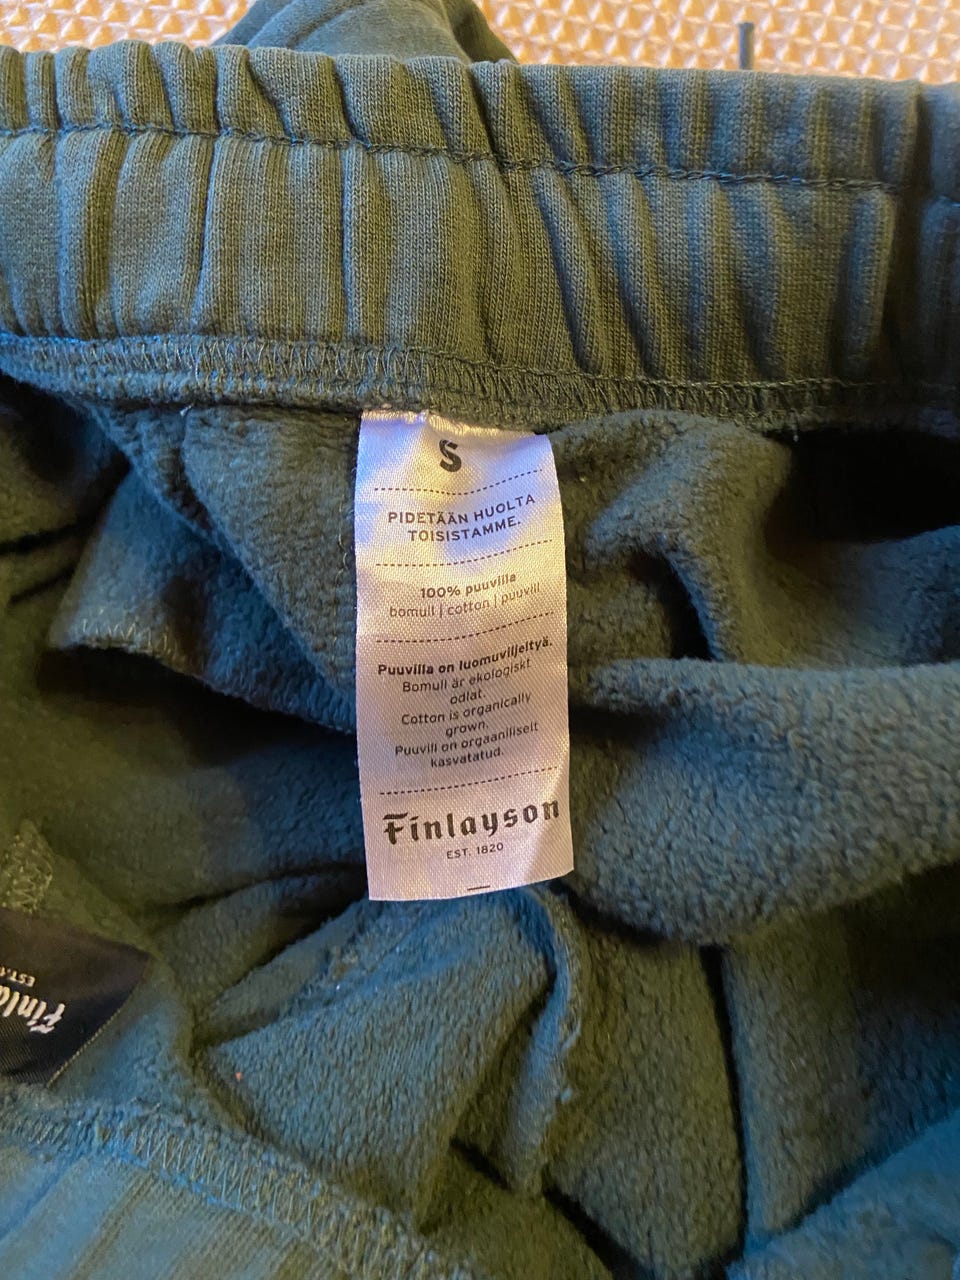 S
PIDETÄÄN HUOLTA
TOISISTAMME.
100% puuvilla
bomull | cotton | puuvill
Puuvilla on luomuviljeltyä.
Bomull är ekologiskt
odlat.
Cotton is organically
grown.
Puuvill on orgaaniliselt
kasvatatud.
Finlayson
EST. 1820